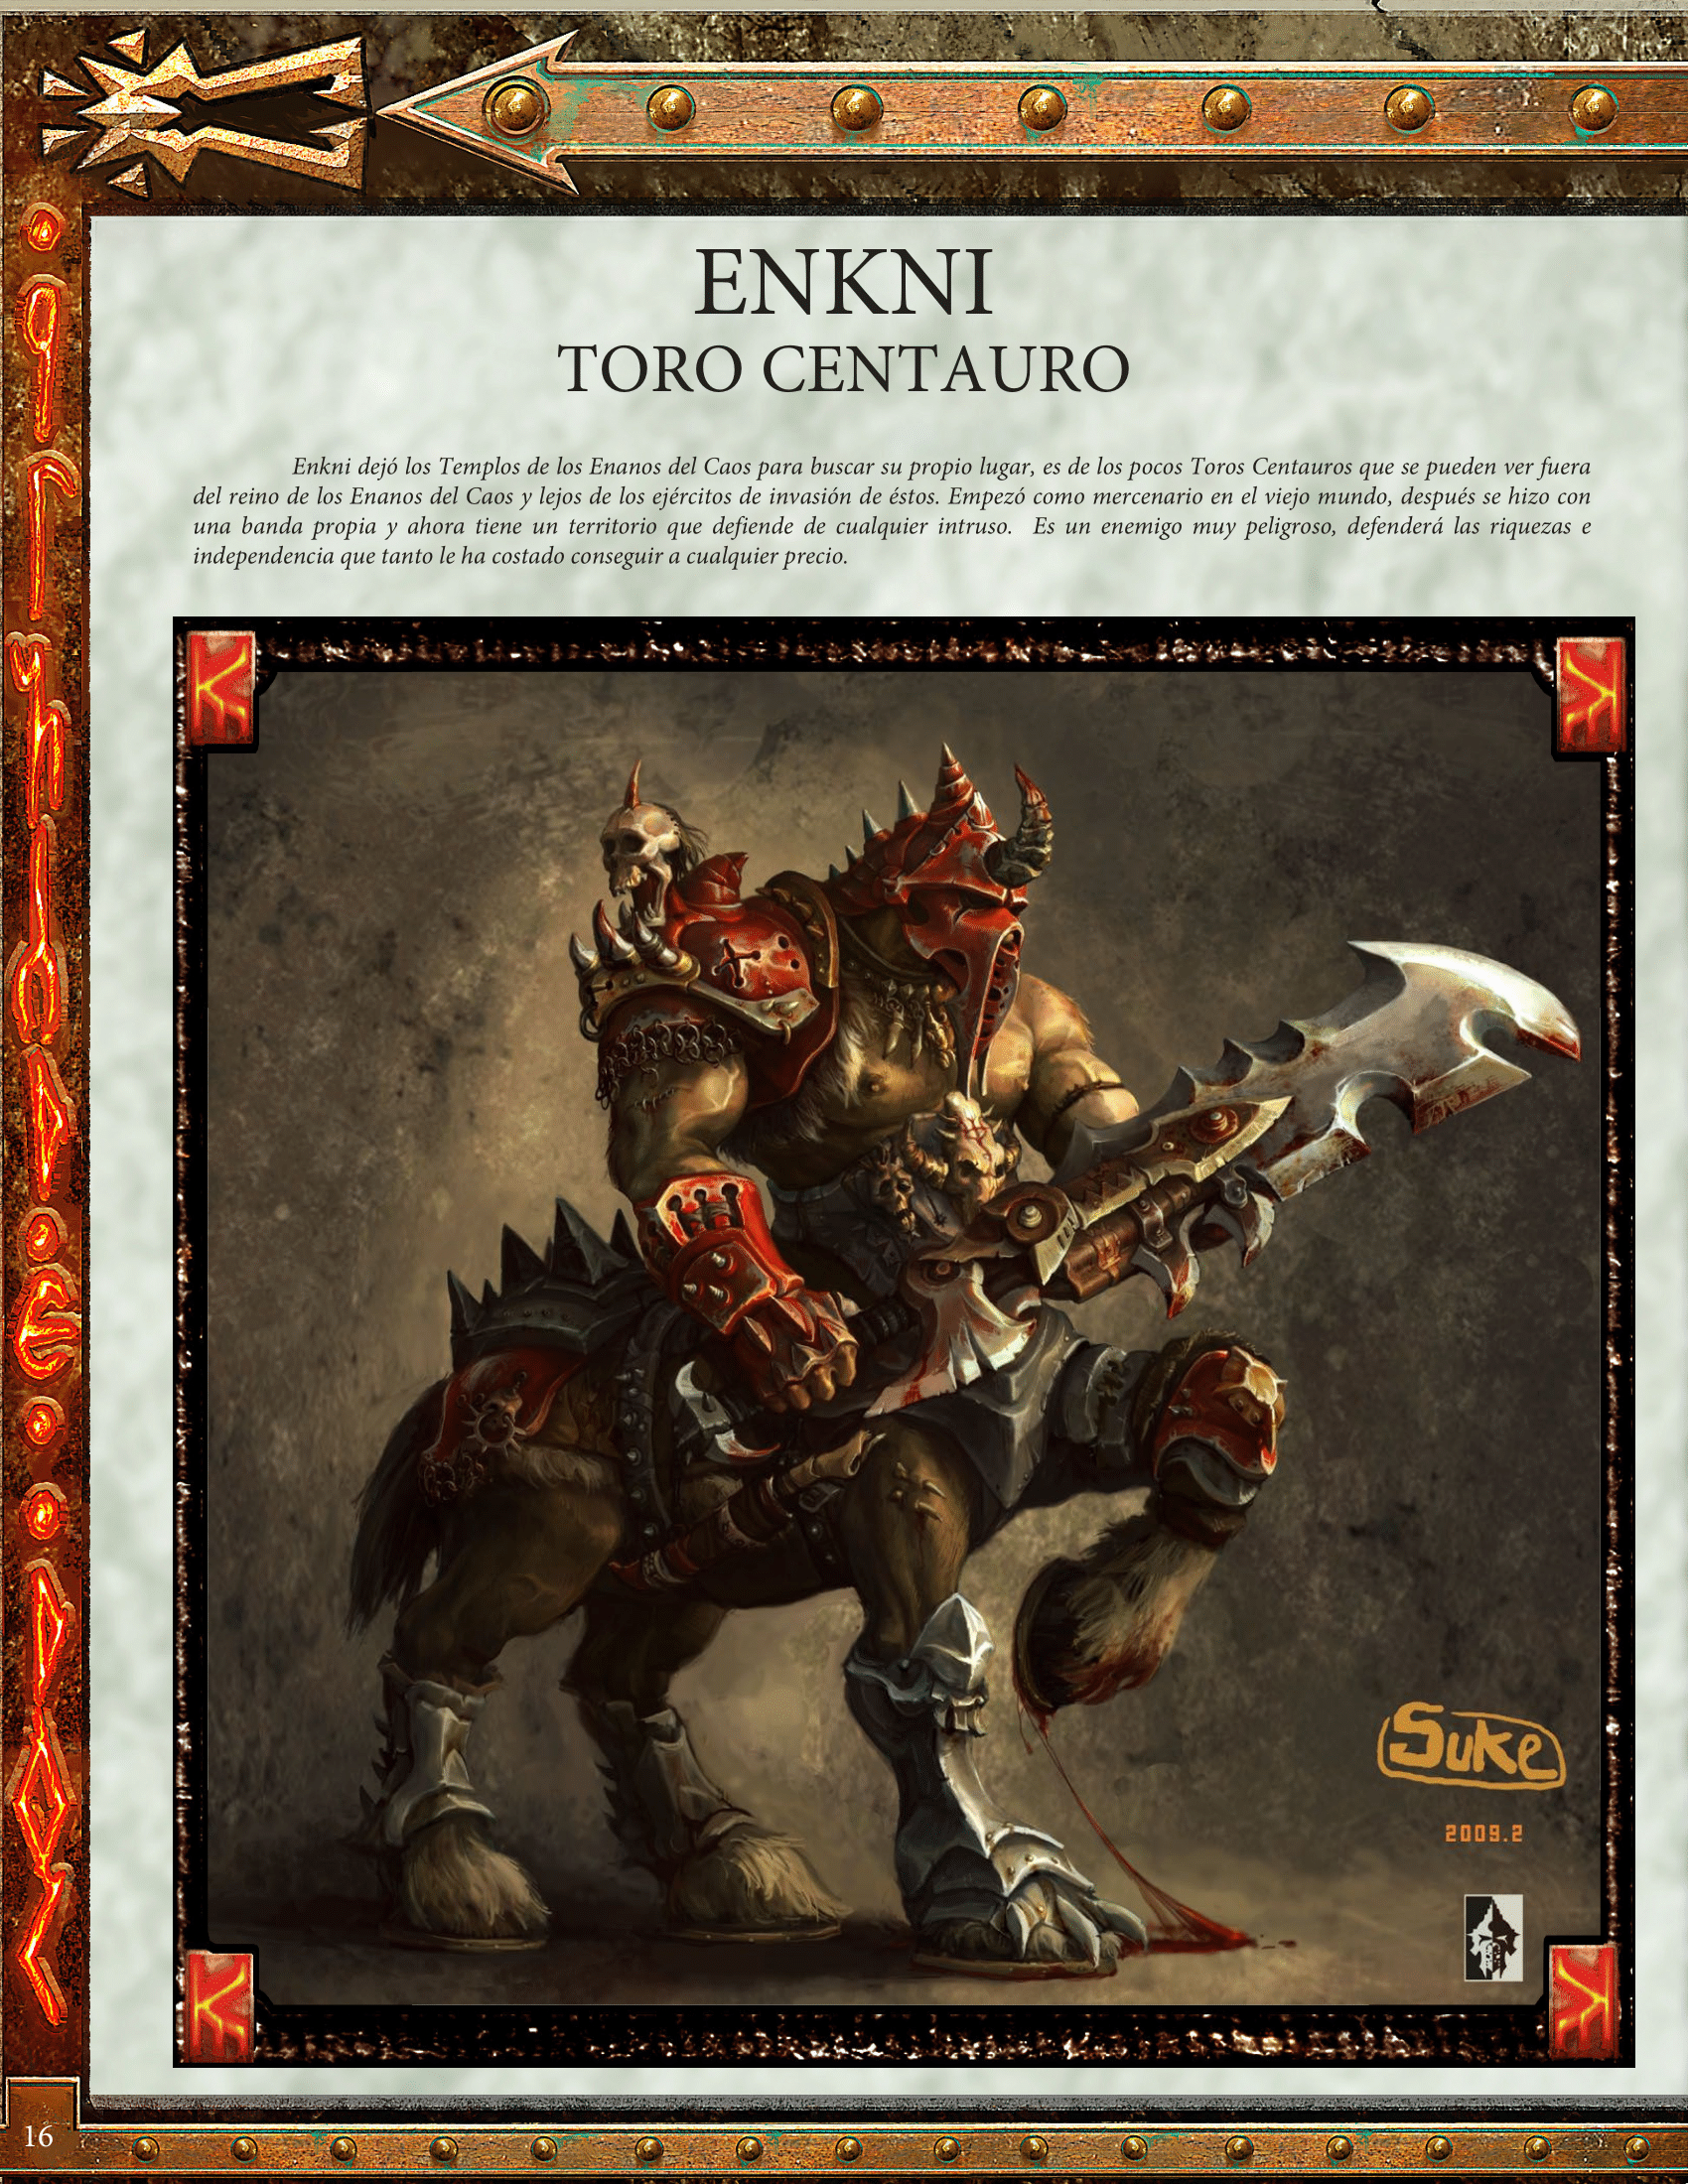 ENKNI
TORO CENTAURO
Enkni dejó los Templos de los Enanos del Caos para buscar su propio lugar, es de los pocos Toros Centauros que se pueden ver fuera
del reino de los Enanos del Caos y lejos de los ejércitos de invasión de éstos. Empezó como mercenario en el viejo mundo, después se hizo con
una banda propia y ahora tiene un territorio que defiende de cualquier intruso. Es un enemigo muy peligroso, defenderá las riquezas e
independencia que tanto le ha costado conseguir a cualquier precio.
Suke
2009.2
16